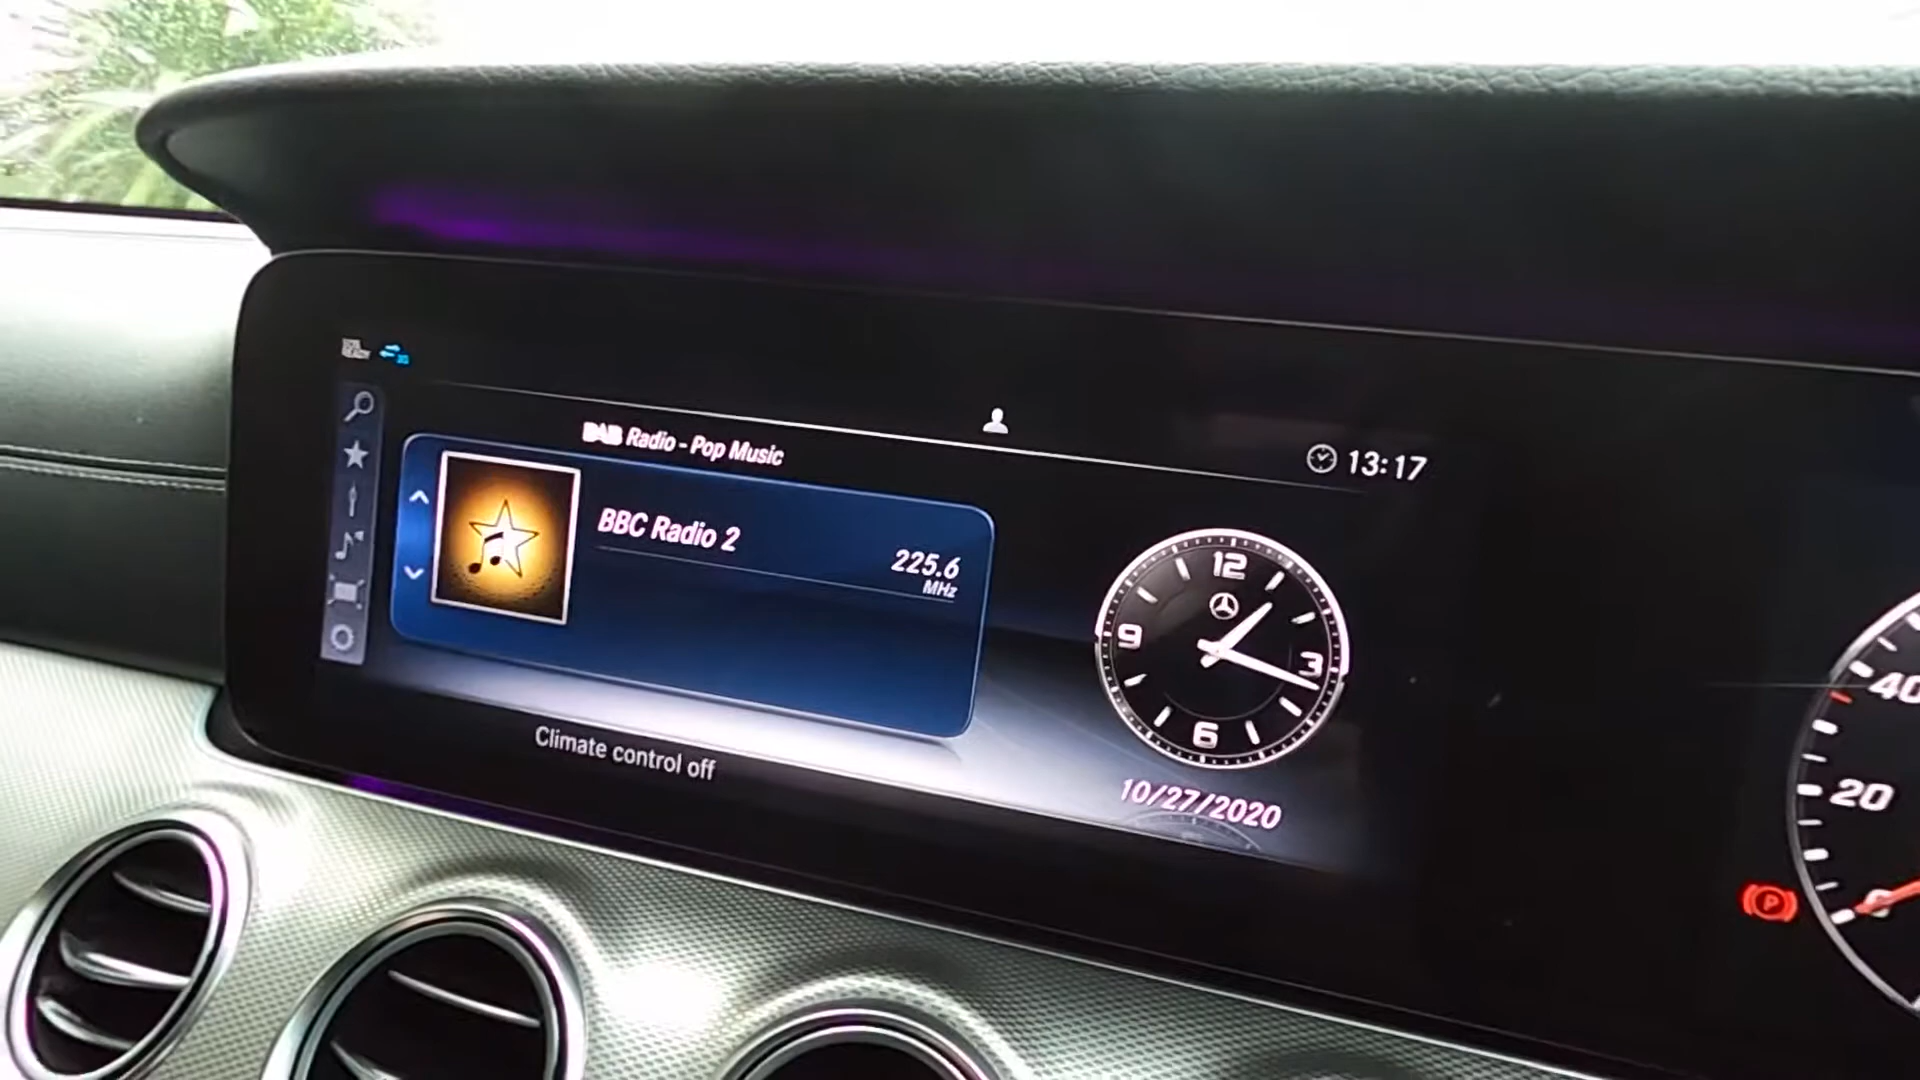 DAB Radio - Pop Music
13:17
BBC Radio 2
225.6
MHz
12
9
3
6
10/27/2020
Climate control off
40
20
P